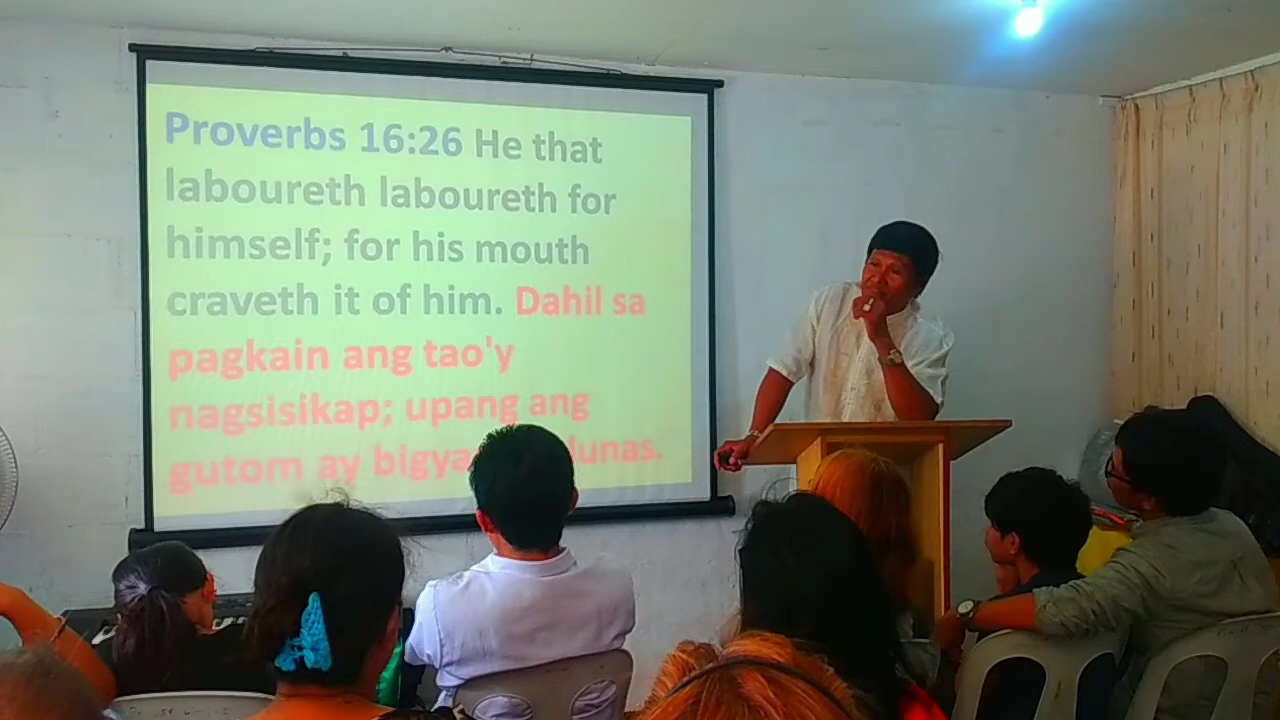 Proverbs 16:26 He that
laboureth laboureth for
himself; for his mouth
craveth it of him. Dahil sa
pagkain ang tao'y
nagsisikap; upang ang
gutom ay